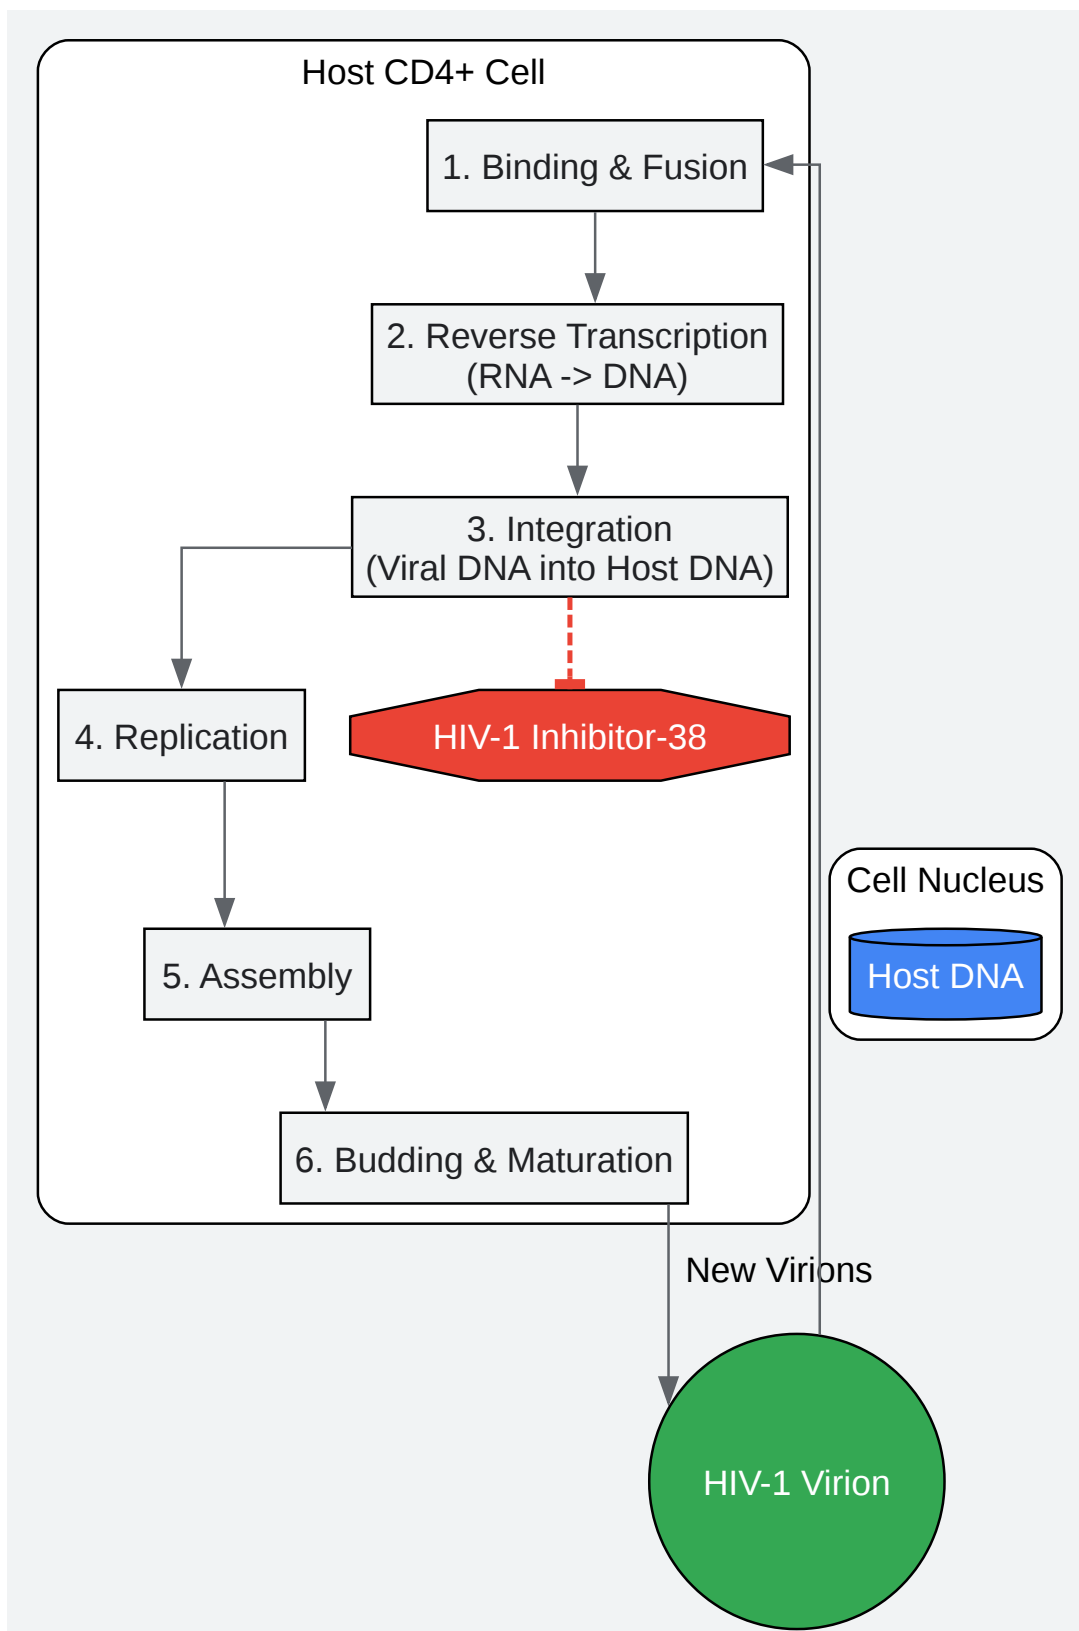 Host CD4+ Cell
1. Binding & Fusion
2. Reverse Transcription
(RNA -> DNA)
3. Integration
(Viral DNA into Host DNA)
4. Replication
HIV-1 Inhibitor-38
Cell Nucleus
Host DNA
5. Assembly
6. Budding & Maturation
New Virions
HIV-1 Virion